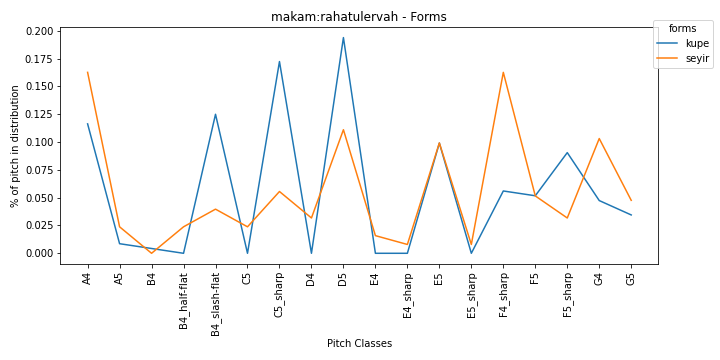 makam:rahatulervah - Forms
forms
kupe
seyir
% of pitch in distribution
0.200
0.175
0.150
0.125
0.100
0.075
0.050
0.025
0.000
A4
A5
B4
B4_half-flat
B4_slash-flat
C5
C5_sharp
D4
D5
E4
E4_sharp
E5
E5_sharp
F4_sharp
F5
F5_sharp
G4
G5
Pitch Classes